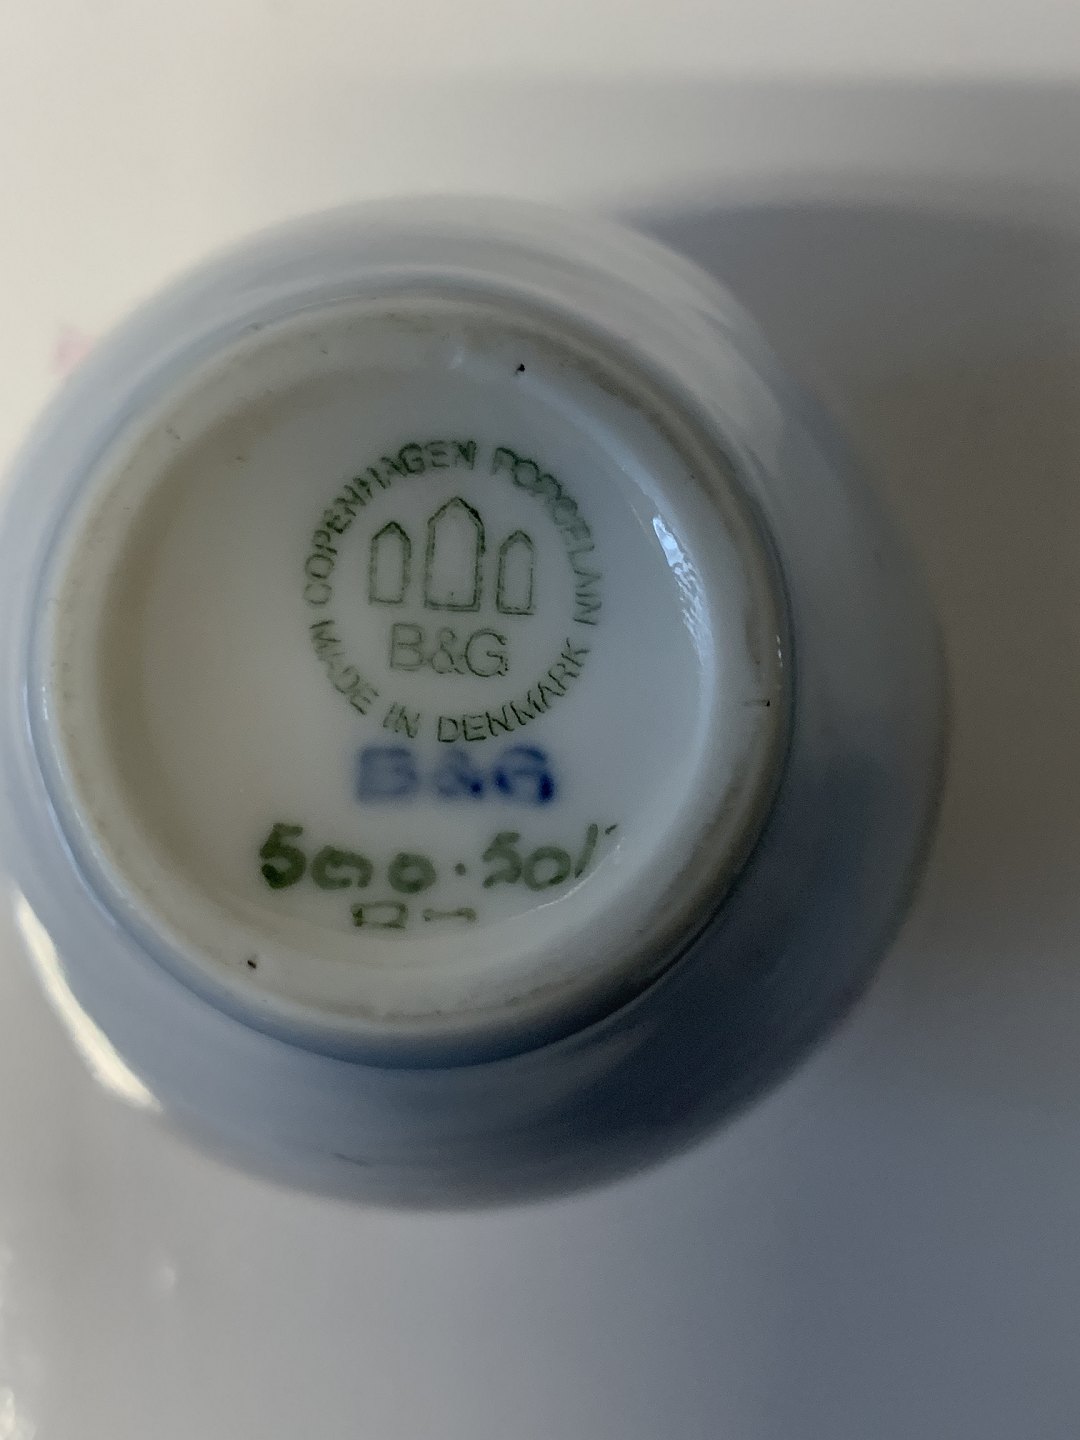 COPENHAGEN PORCELAIN
B&G
MADE IN DENMARK
B&G